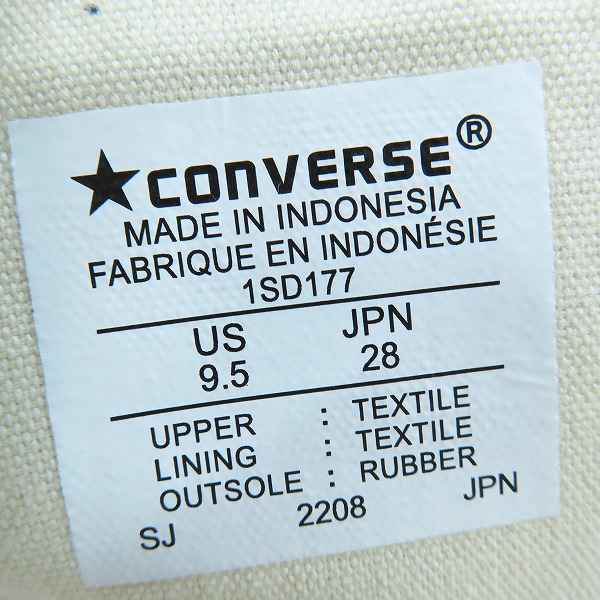 ★CONVERSE®
MADE IN INDONESIA
FABRIQUE EN INDONÉSIE
1SD177
US JPN
9.5 28
UPPER : TEXTILE
LINING : TEXTILE
OUTSOLE : RUBBER
SJ 2208 JPN